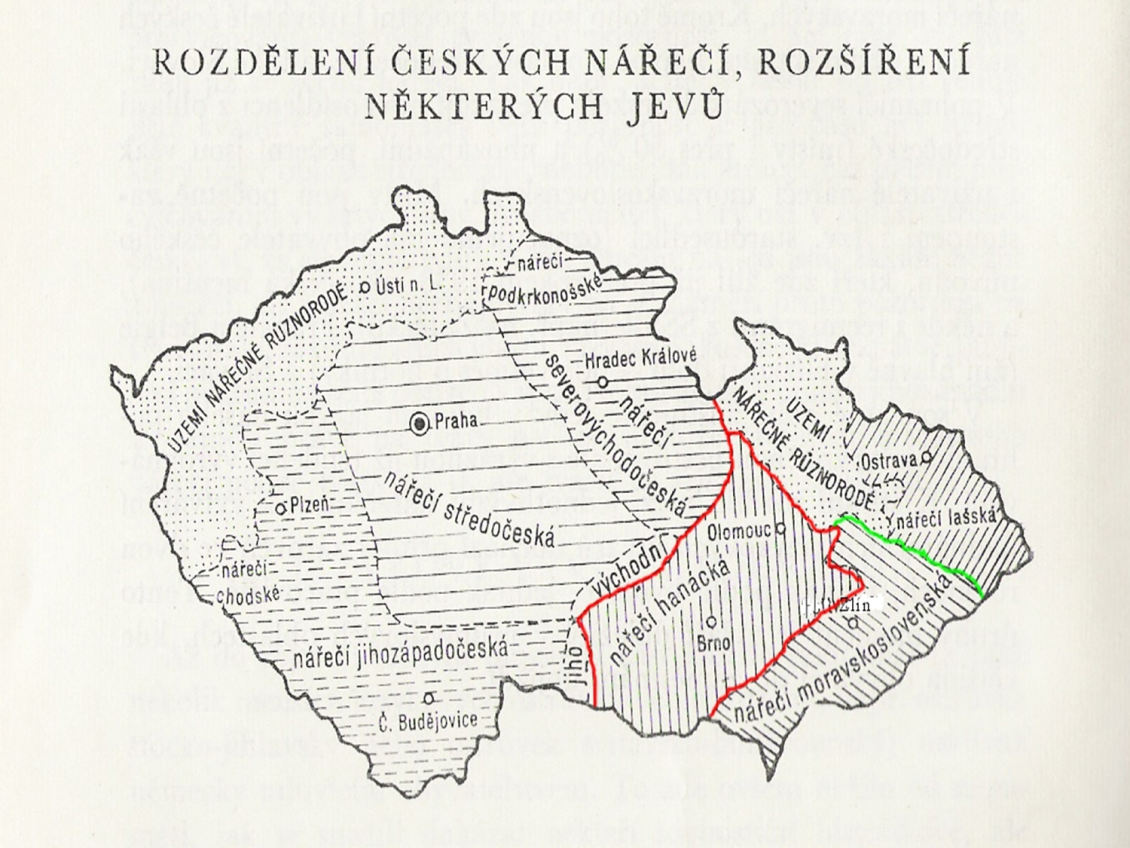 ROZDĚLENÍ ČESKÝCH NÁŘEČÍ, ROZŠÍŘENÍ
NĚKTERÝCH JEVŮ
nářečí
podkrkonošské
Ústí n. L.
ÚZEMÍ NÁŘEČNĚ RŮZNORODÉ
Hradec Králové
severovýchodočeská
nářečí
Praha
nářečí středočeská
Plzeň
nářečí
chodské
nářečí jihozápadočeská
Č. Budějovice
jiho
východn
ÚZEMÍ
NÁŘEČNĚ RŮZNORODÉ
Ostrava
nářečí lašská
Olomouc
nářečí hanácká
Brno
Zlín
nářečí moravskoslovenská